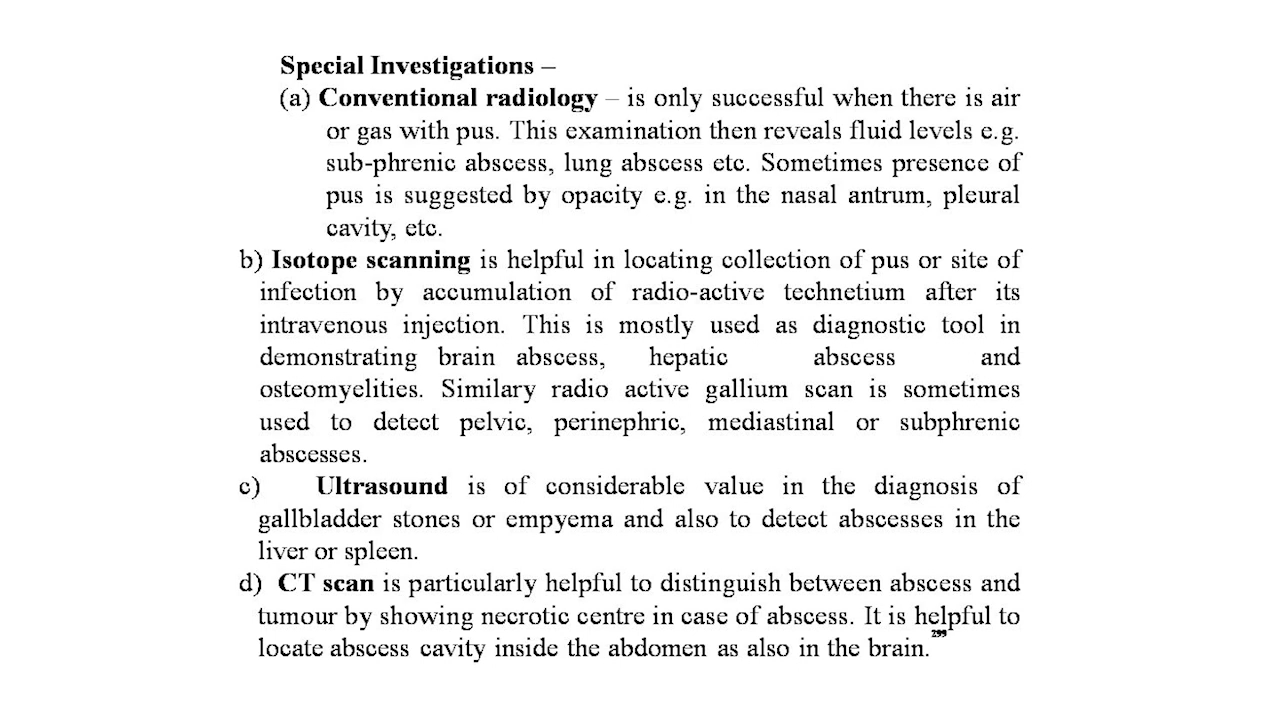 Special Investigations –
(a) Conventional radiology – is only successful when there is air
or gas with pus. This examination then reveals fluid levels e.g.
sub-phrenic abscess, lung abscess etc. Sometimes presence of
pus is suggested by opacity e.g. in the nasal antrum, pleural
cavity, etc.
b) Isotope scanning is helpful in locating collection of pus or site of
infection by accumulation of radio-active technetium after its
intravenous injection. This is mostly used as diagnostic tool in
demonstrating brain abscess, hepatic abscess and
osteomyelities. Similary radio active gallium scan is sometimes
used to detect pelvic, perinephric, mediastinal or subphrenic
abscesses.
c) Ultrasound is of considerable value in the diagnosis of
gallbladder stones or empyema and also to detect abscesses in the
liver or spleen.
d) CT scan is particularly helpful to distinguish between abscess and
tumour by showing necrotic centre in case of abscess. It is helpful to
locate abscess cavity inside the abdomen as also in the brain.299